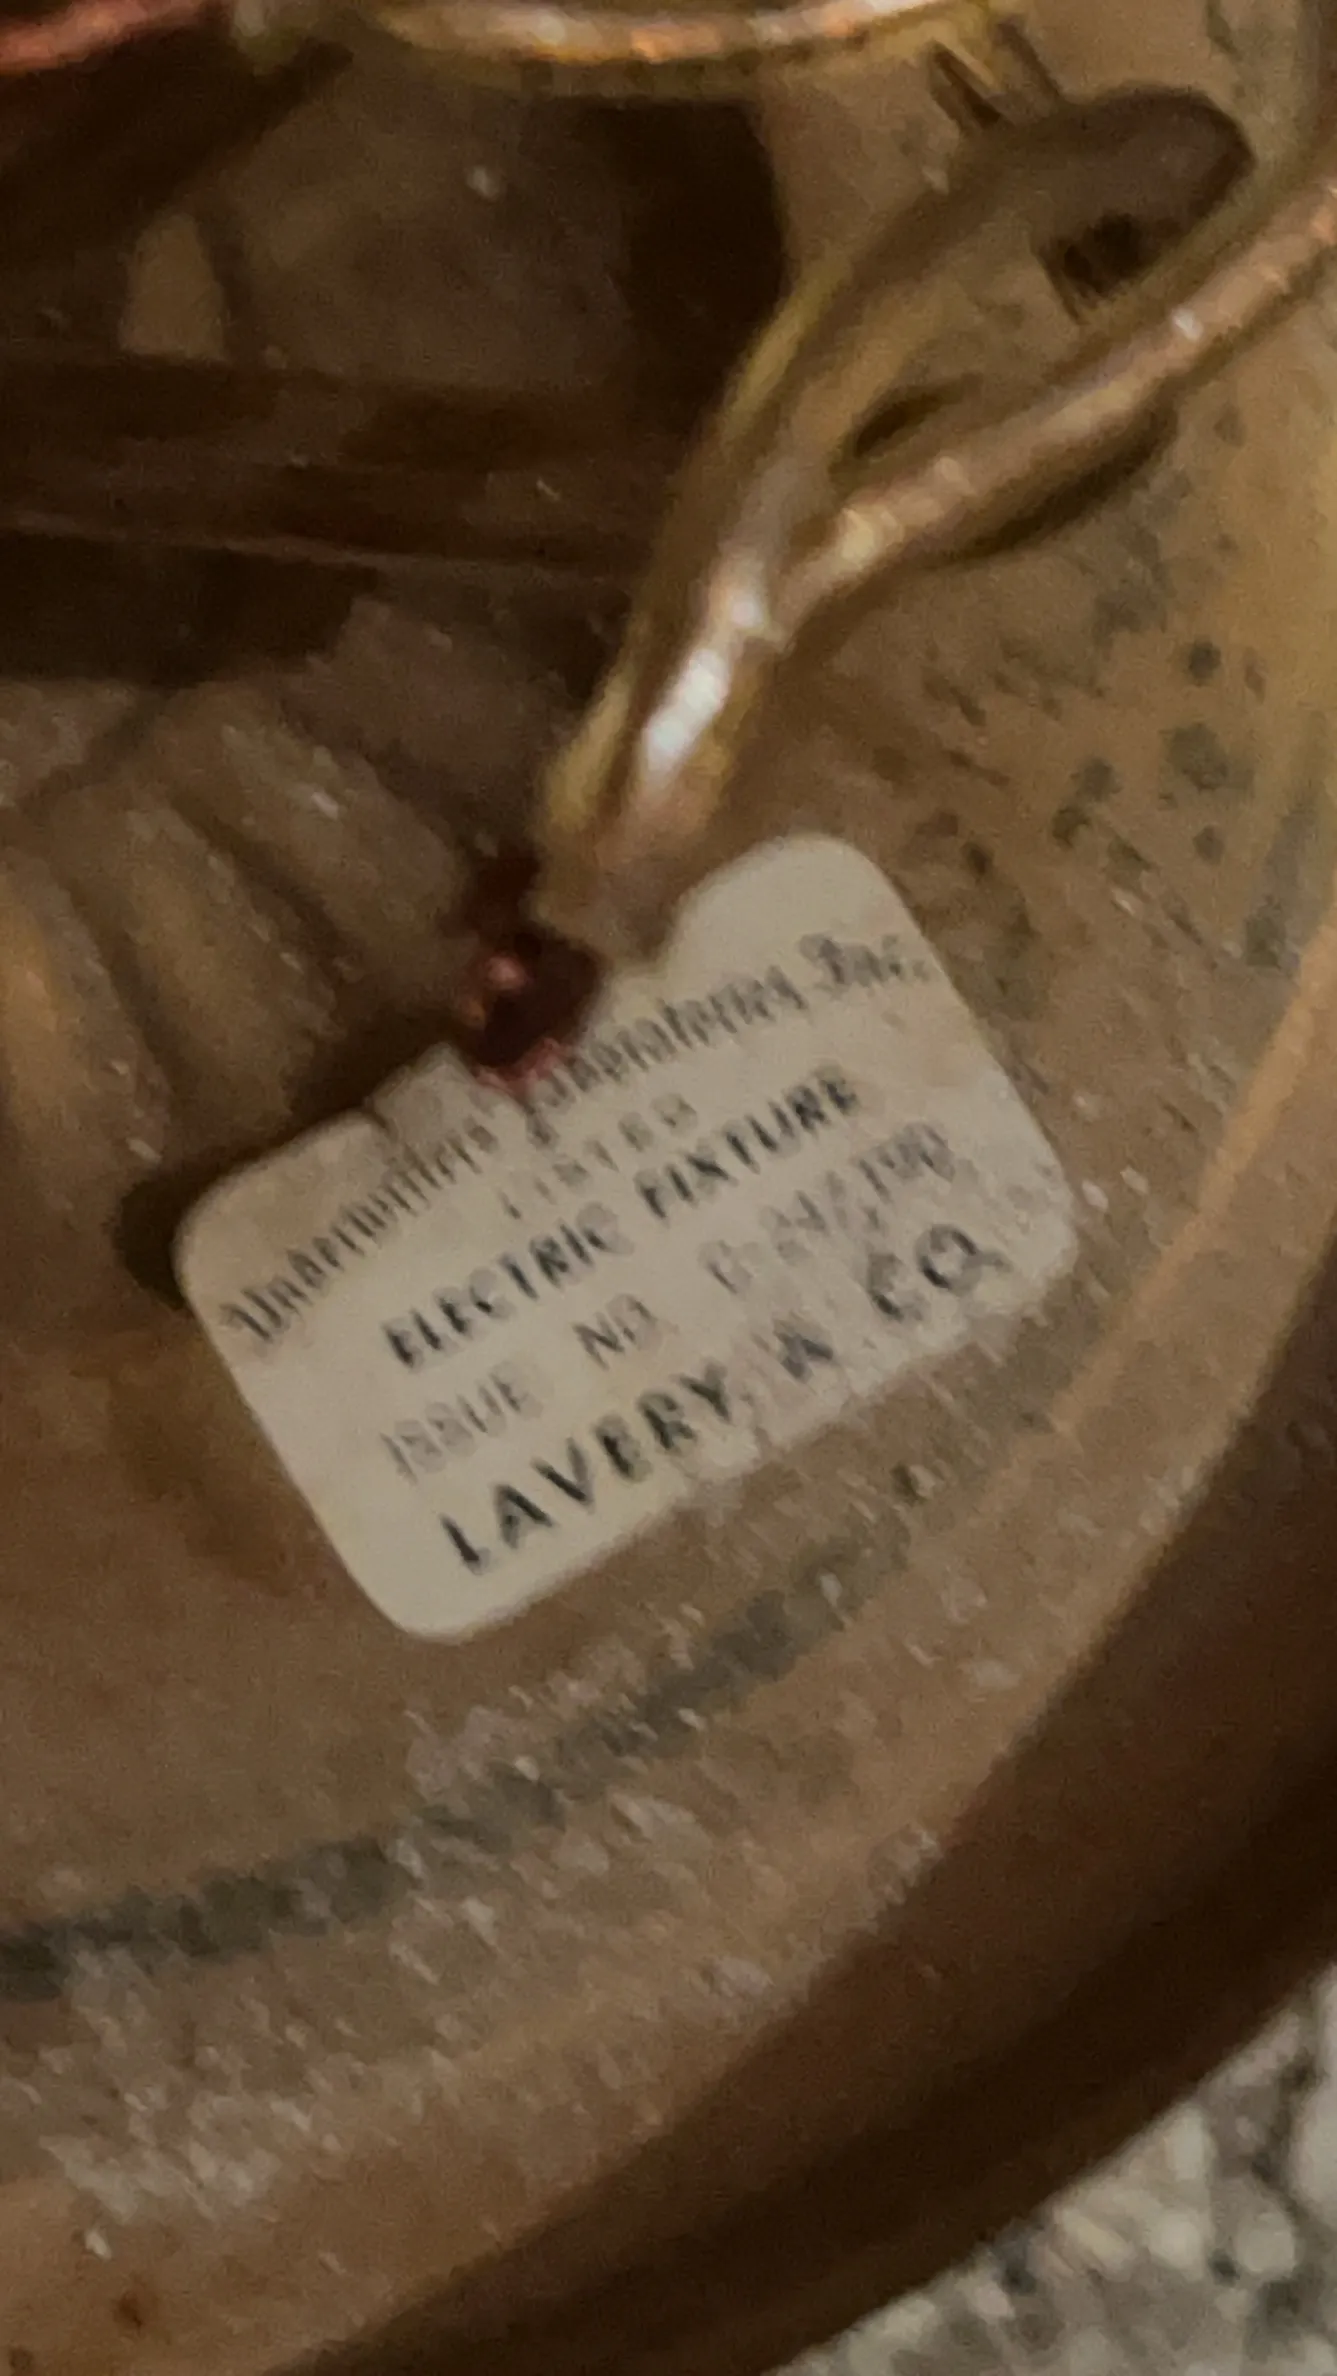 Underwriters Laboratories, Inc.
LISTED
ELECTRIC FIXTURE
ISSUE NO.
LAVERY & CO.